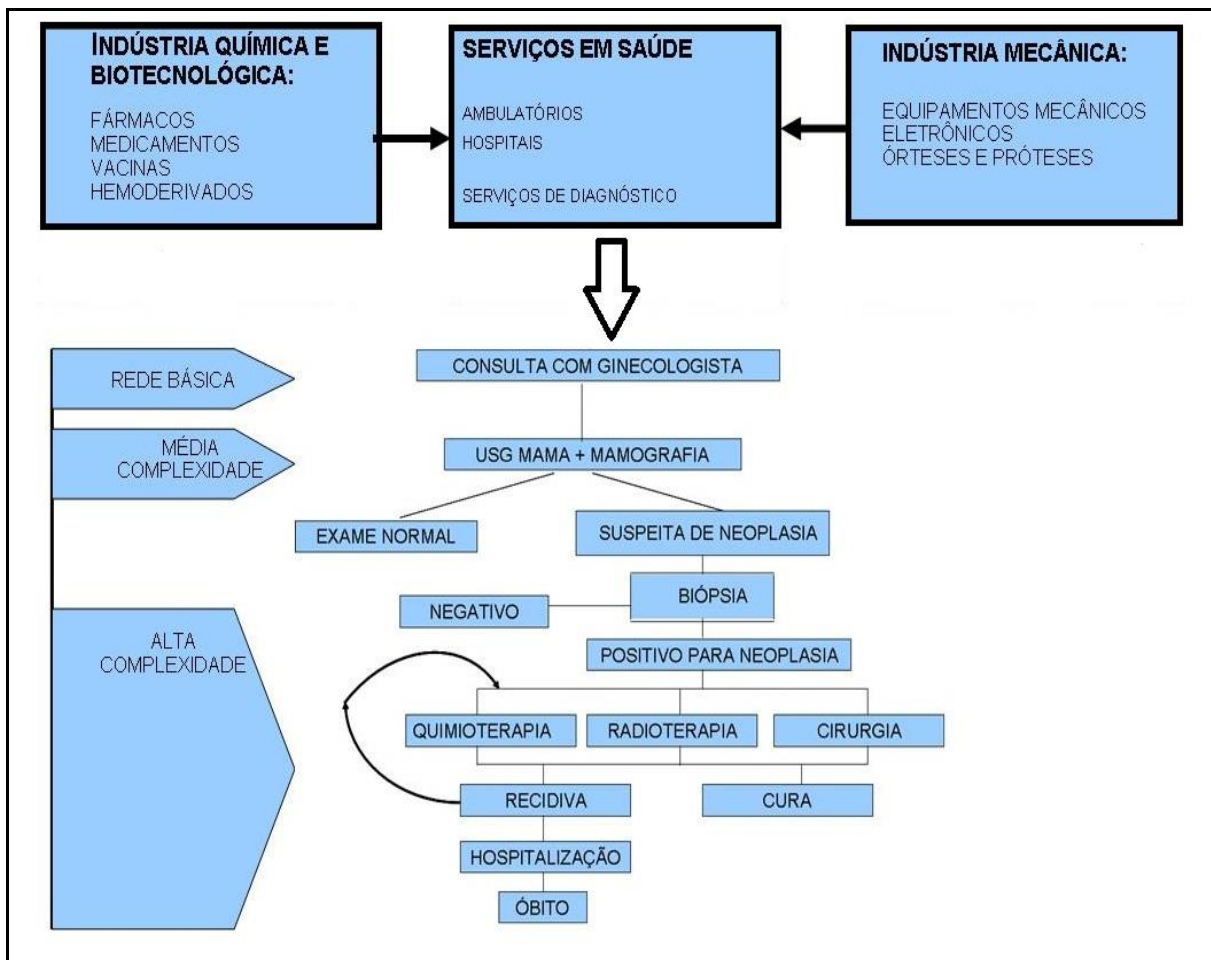 INDÚSTRIA QUÍMICA E
BIOTECNOLÓGICA:
FÁRMACOS
MEDICAMENTOS
VACINAS
HEMODERIVADOS
SERVIÇOS EM SAÚDE
AMBULATÓRIOS
HOSPITAIS
SERVIÇOS DE DIAGNÓSTICO
INDÚSTRIA MECÂNICA:
EQUIPAMENTOS MECÂNICOS
ELETRÔNICOS
ÓRTESES E PRÓTESES
REDE BÁSICA
CONSULTA COM GINECOLOGISTA
MÉDIA
COMPLEXIDADE
USG MAMA + MAMOGRAFIA
EXAME NORMAL
SUSPEITA DE NEOPLASIA
BIÓPSIA
NEGATIVO
ALTA
COMPLEXIDADE
POSITIVO PARA NEOPLASIA
QUIMIOTERAPIA
RADIOTERAPIA
CIRURGIA
RECIDIVA
CURA
HOSPITALIZAÇÃO
ÓBITO